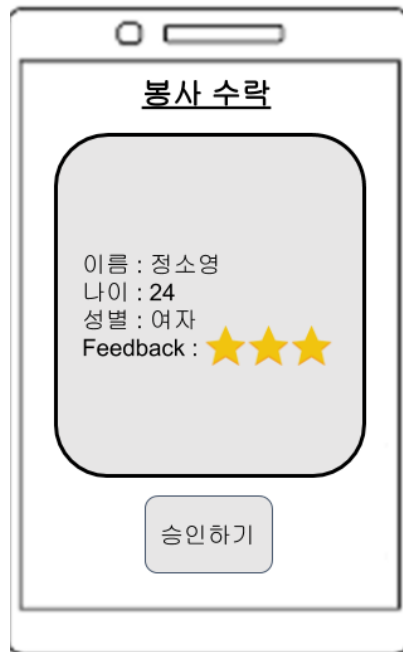 봉사 수락
이름 : 정소영
나이 : 24
성별 : 여자
Feedback :
승인하기